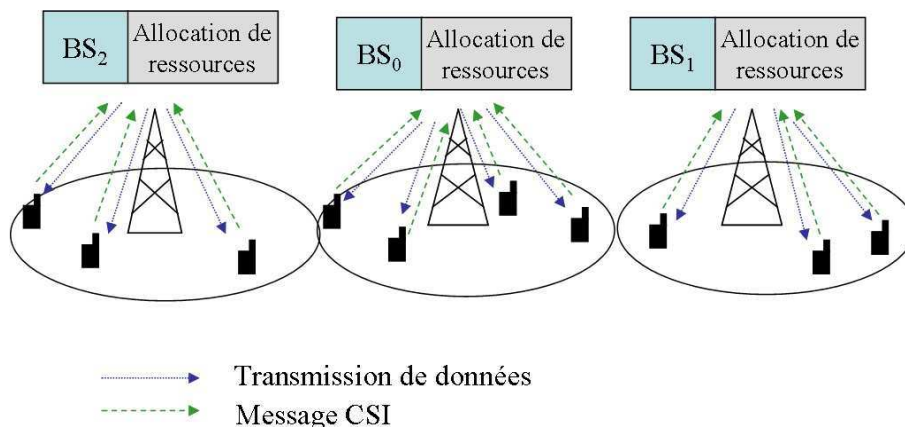 BS₂
Allocation de
ressources
BS₀
Allocation de
ressources
BS₁
Allocation de
ressources
Transmission de données
Message CSI